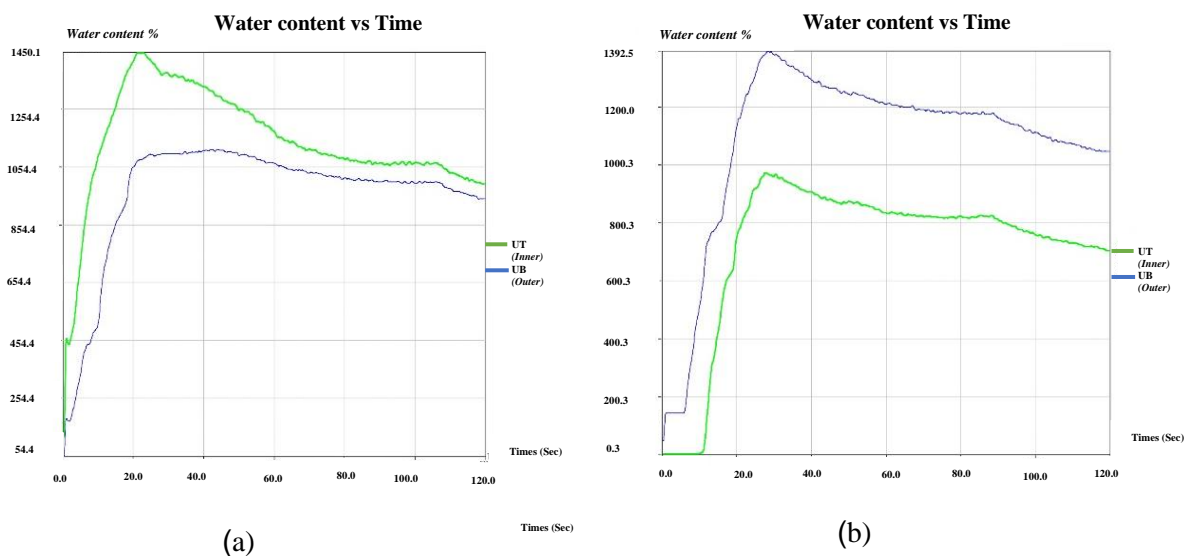 Water content vs Time
Water content %
1450.1
1254.4
1054.4
854.4
654.4
454.4
254.4
54.4
0.0 20.0 40.0 60.0 80.0 100.0 120.0
Times (Sec)
UT
(Inner)
UB
(Outer)
Times (Sec)
(a)
Water content vs Time
Water content %
1392.5
1200.0
1000.3
800.3
600.3
400.3
200.3
0.3
0.0 20.0 40.0 60.0 80.0 100.0 120.0
Times (Sec)
UT
(Inner)
UB
(Outer)
(b)